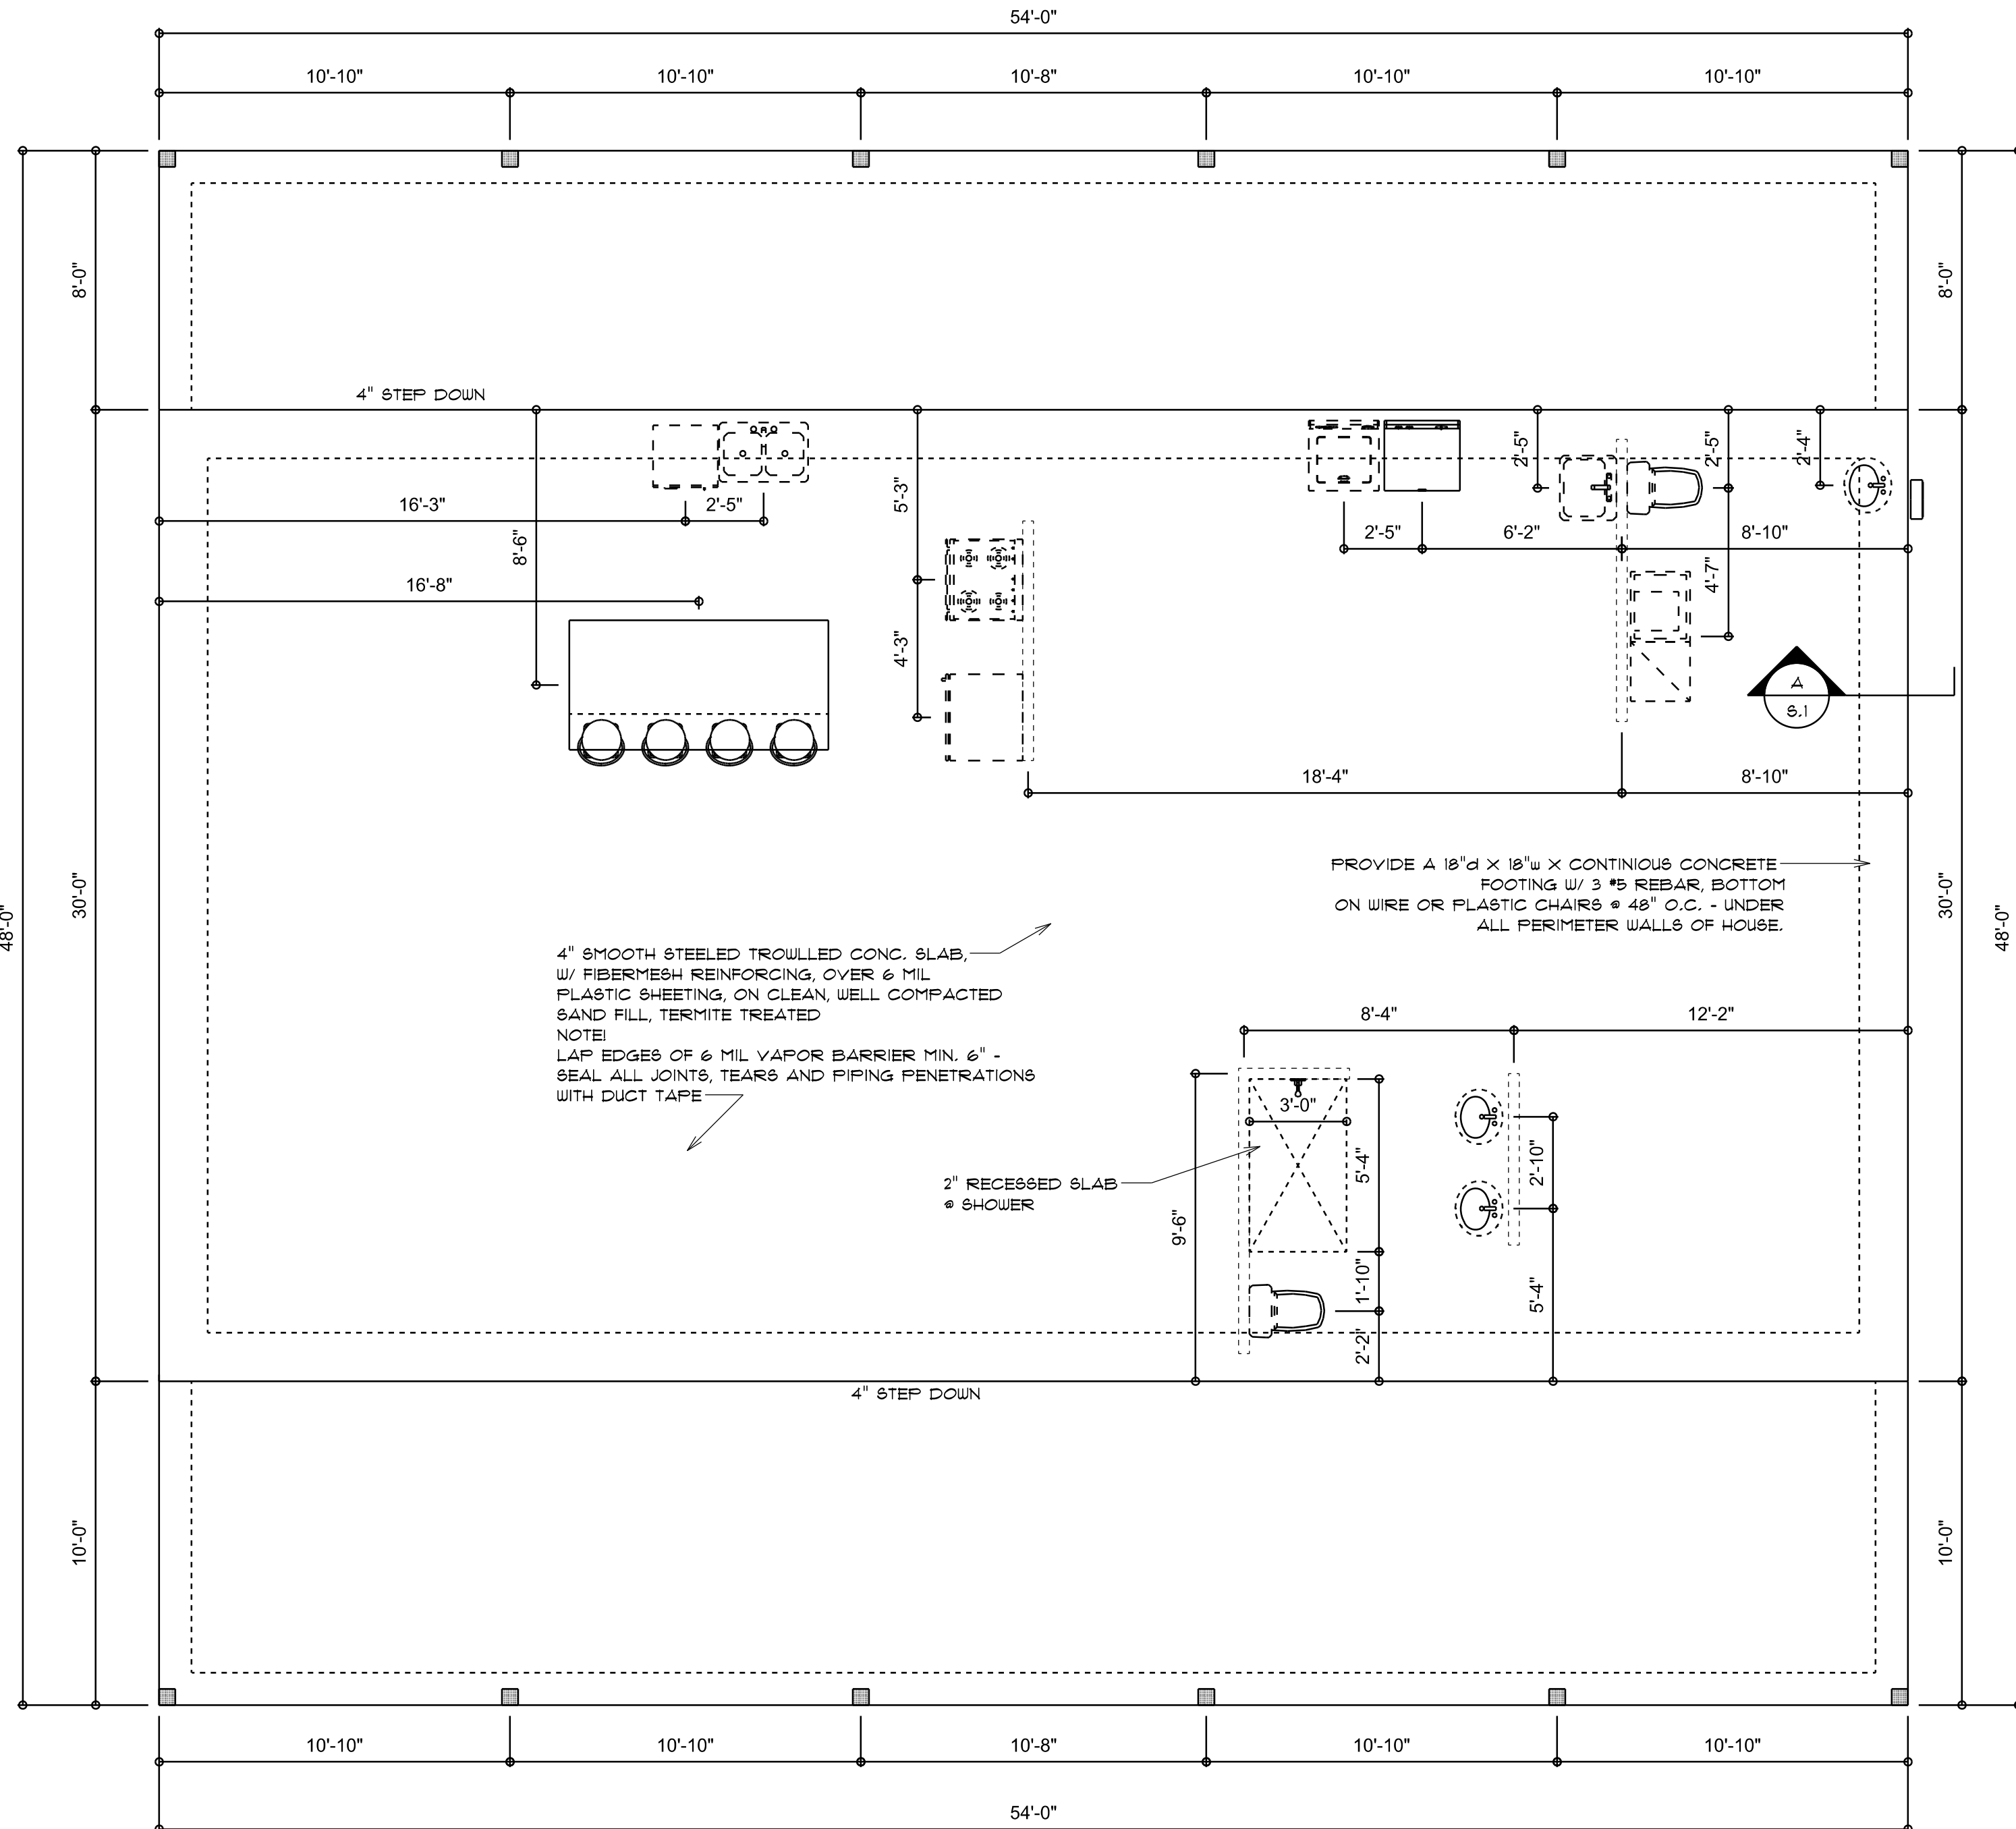 54'-0"
10'-10"
10'-10"
10'-8"
10'-10"
10'-10"
8'-0"
8'-0"
4" STEP DOWN
2'-5"
2'-5"
2'-4"
16'-3"
2'-5"
5'-3"
8'-6"
2'-5"
6'-2"
8'-10"
16'-8"
4'-7"
4'-3"
A
S.1
18'-4"
8'-10"
PROVIDE A 18"d X 18"w X CONTINIOUS CONCRETE
FOOTING W/ 3 #5 REBAR, BOTTOM
ON WIRE OR PLASTIC CHAIRS @ 48" O.C. - UNDER
ALL PERIMETER WALLS OF HOUSE.
30'-0"
48'-0"
30'-0"
48'-0"
4" SMOOTH STEELED TROWLLED CONC. SLAB,
W/ FIBERMESH REINFORCING, OVER 6 MIL
PLASTIC SHEETING, ON CLEAN, WELL COMPACTED
SAND FILL, TERMITE TREATED
NOTE!
LAP EDGES OF 6 MIL VAPOR BARRIER MIN. 6" -
SEAL ALL JOINTS, TEARS AND PIPING PENETRATIONS
WITH DUCT TAPE
8'-4"
12'-2"
3'-0"
5'-4"
2'-10"
2" RECESSED SLAB
@ SHOWER
9'-6"
1'-10"
5'-4"
2'-2"
4" STEP DOWN
10'-0"
10'-0"
10'-10"
10'-10"
10'-8"
10'-10"
10'-10"
54'-0"